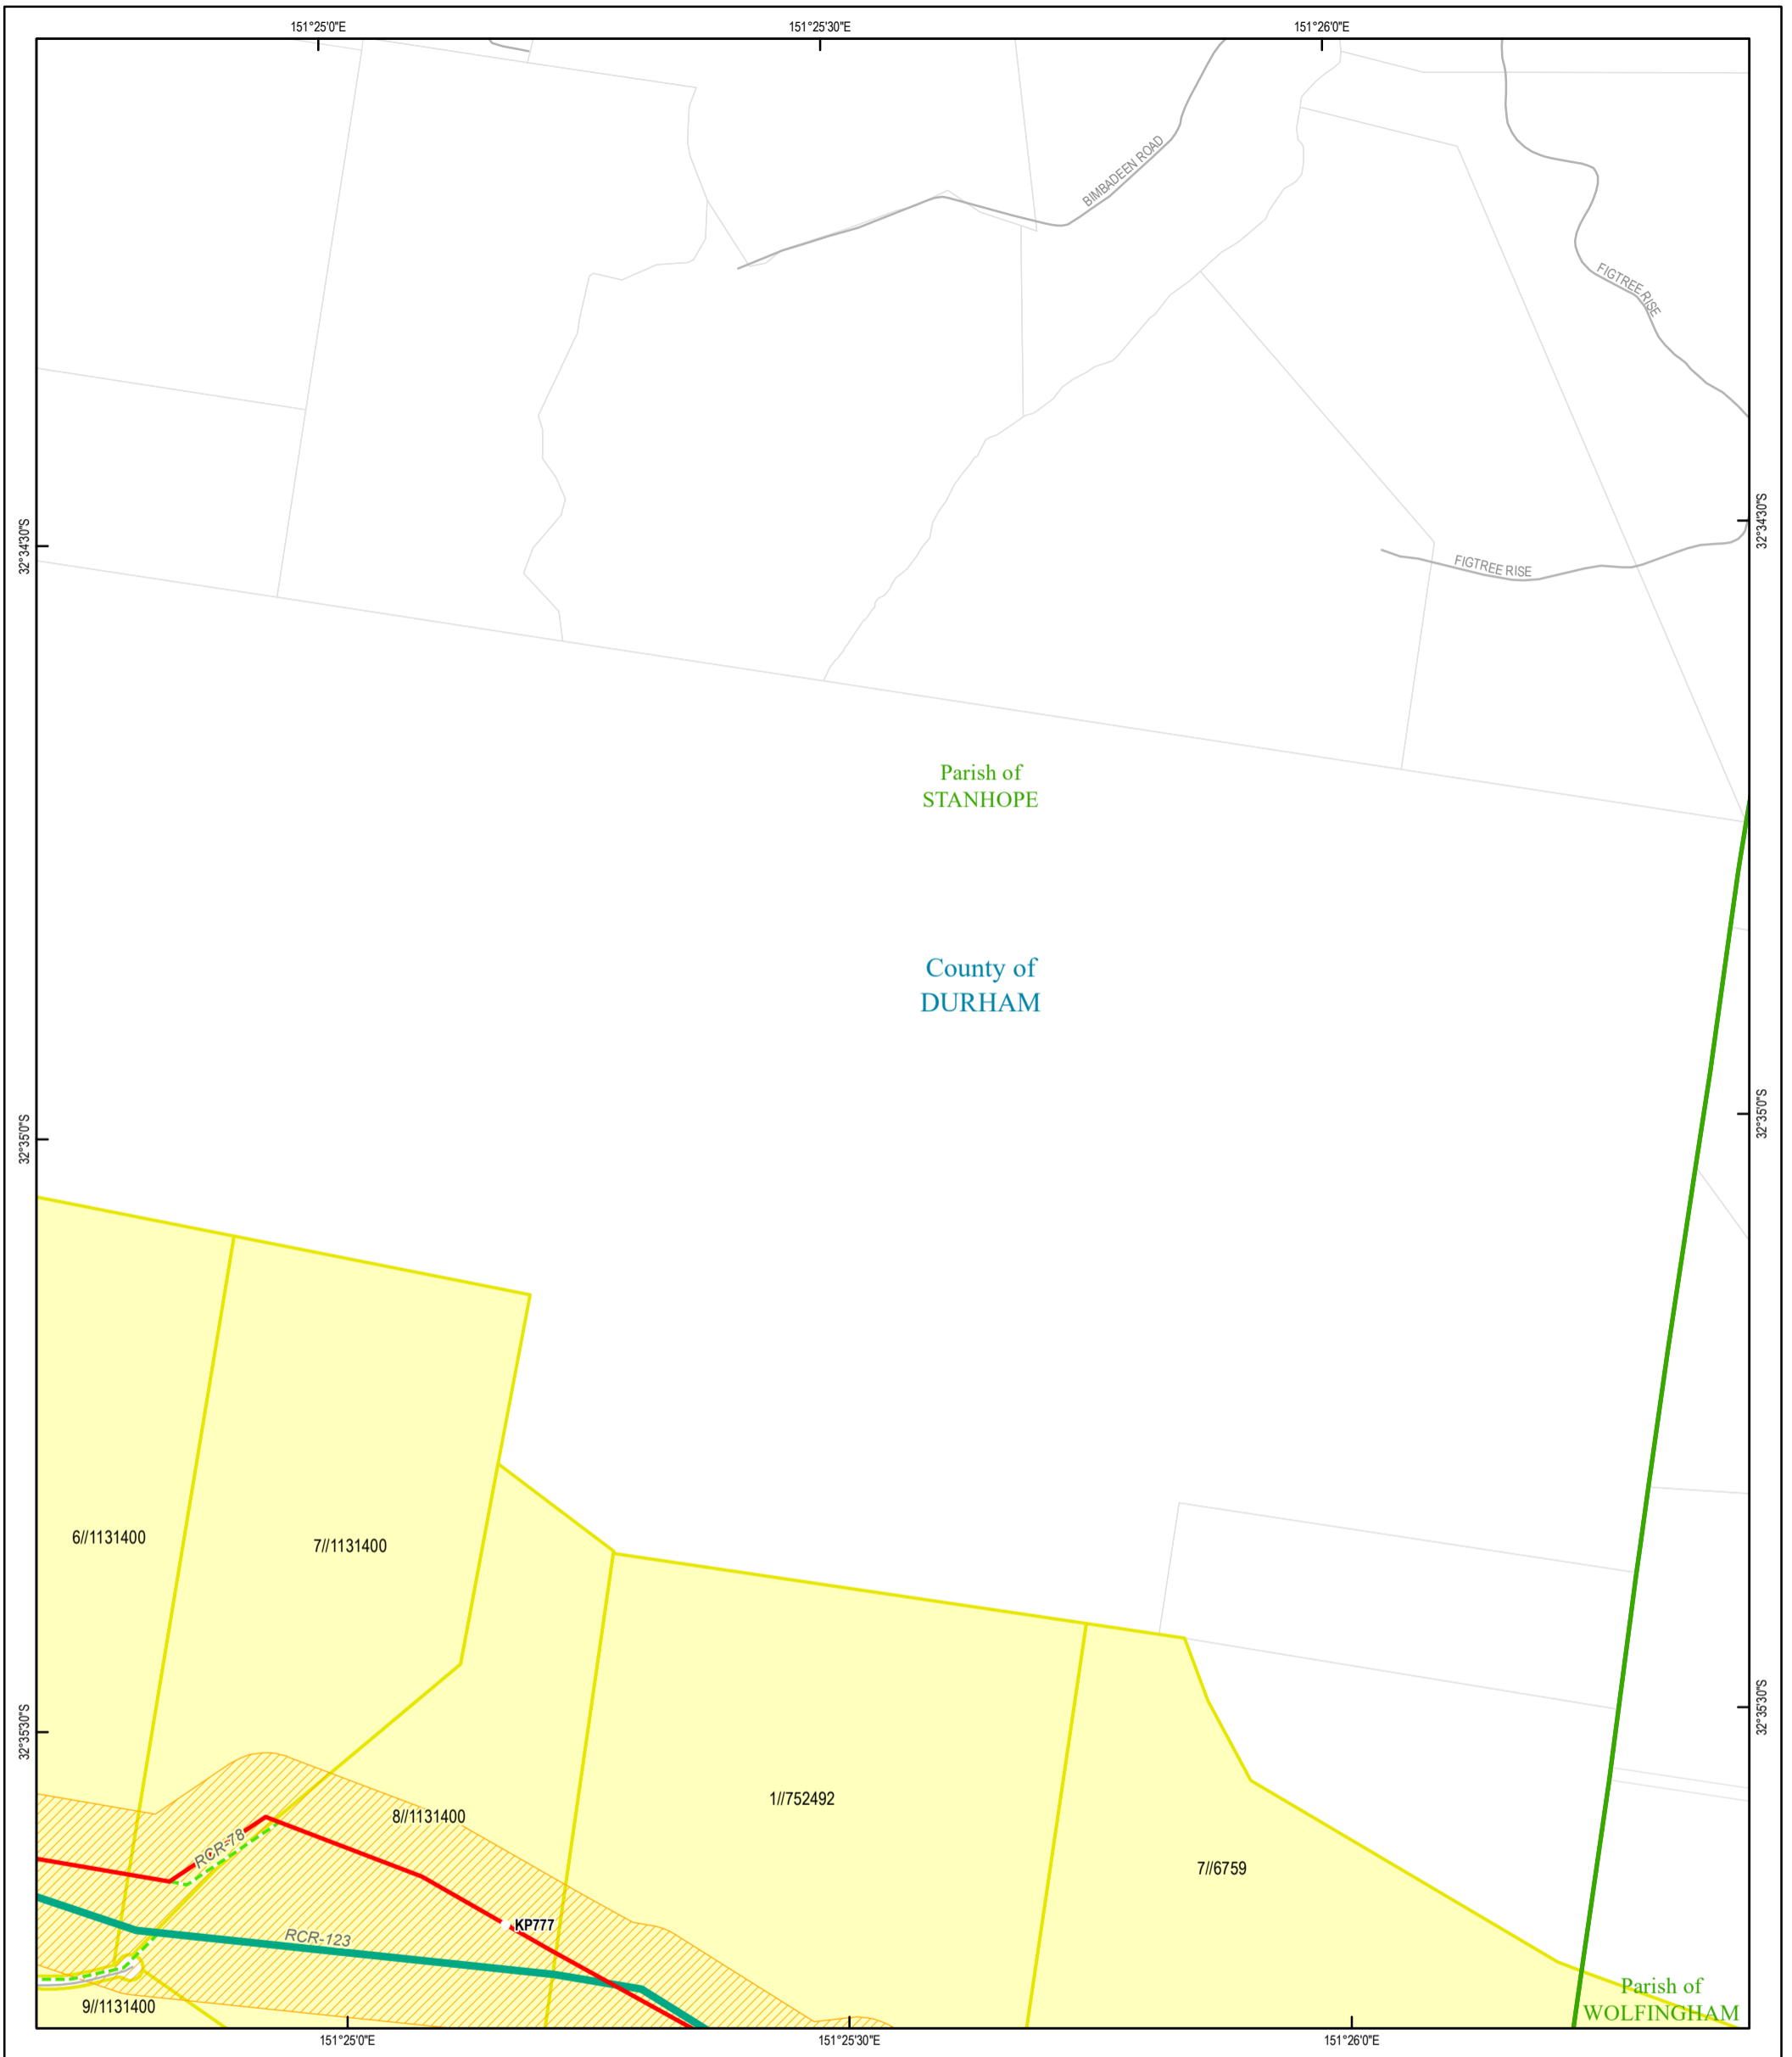 151°25'0"E
151°25'30"E
151°26'0"E
BIMBADEEN ROAD
FIGTREE RISE
32°34'30"S
32°34'30"S
FIGTREE RISE
Parish of
STANHOPE
County of
DURHAM
32°35'0"S
32°35'0"S
6//1131400
7//1131400
32°35'30"S
32°35'30"S
1//752492
8//1131400
RCR-78
7//6759
KP777
RCR-123
Parish of
WOLFINGHAM
9//1131400
151°25'0"E
151°25'30"E
151°26'0"E